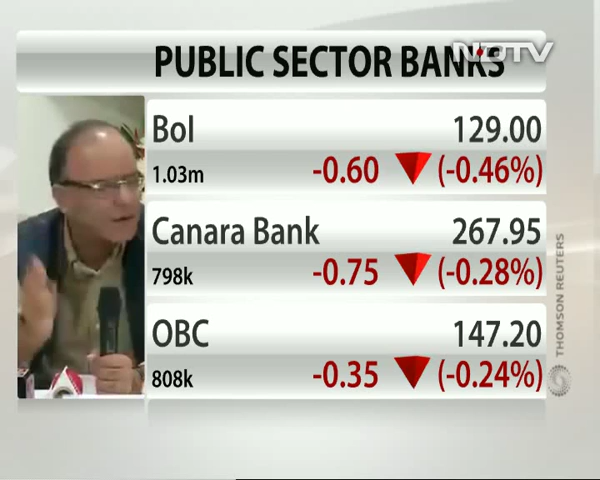 NDTV
PUBLIC SECTOR BANKS
BoI 129.00
1.03m -0.60 (-0.46%)
Canara Bank 267.95
798k -0.75 (-0.28%)
OBC 147.20
808k -0.35 (-0.24%)
THOMSON REUTERS